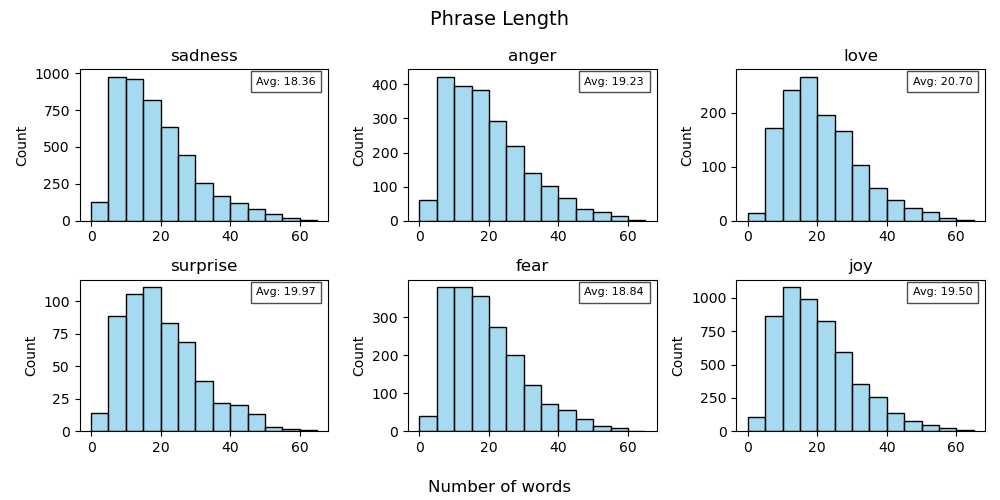 Phrase Length
sadness
Avg: 18.36
Count
1000
750
500
250
0
0 20 40 60
anger
Avg: 19.23
Count
400
300
200
100
0
0 20 40 60
love
Avg: 20.70
Count
200
100
0
0 20 40 60
surprise
Avg: 19.97
Count
100
75
50
25
0
0 20 40 60
fear
Avg: 18.84
Count
300
200
100
0
0 20 40 60
joy
Avg: 19.50
Count
1000
750
500
250
0
0 20 40 60
Number of words